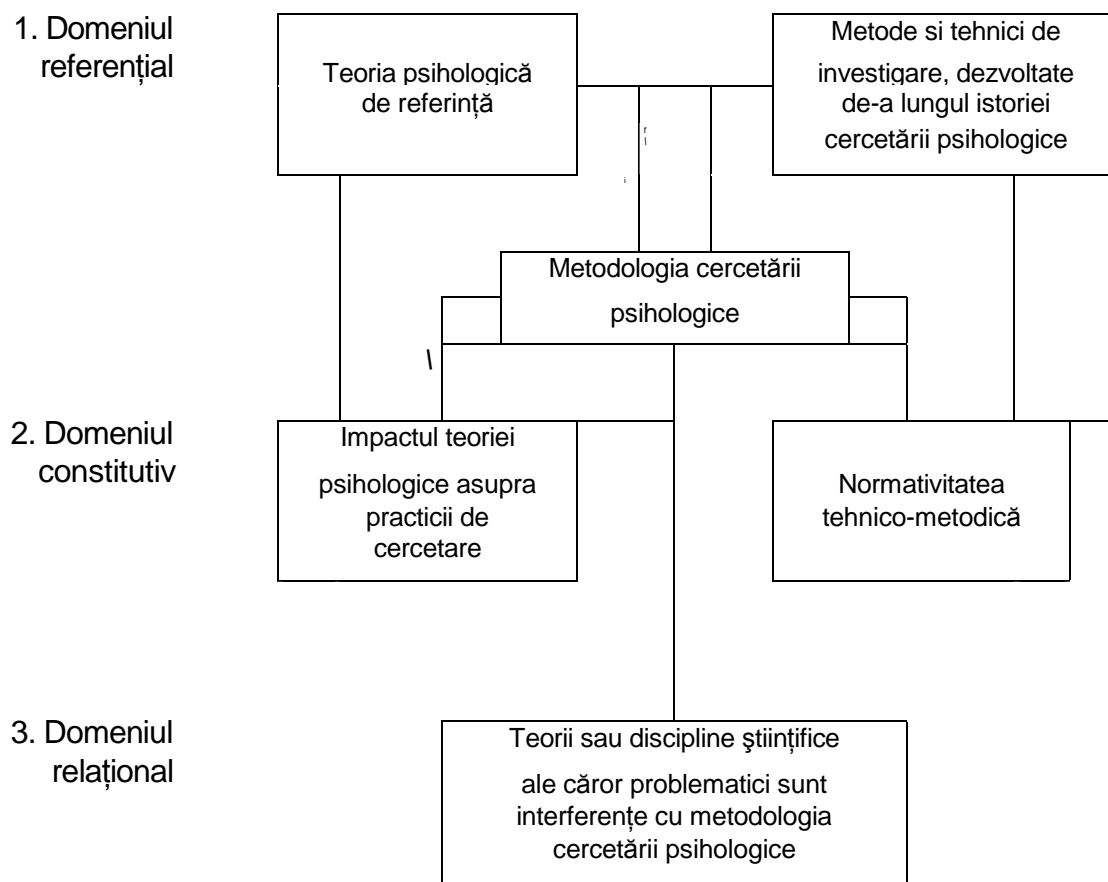 1. Domeniul
referențial
Teoria psihologică
de referință
Metode si tehnici de
investigare, dezvoltate
de-a lungul istoriei
cercetării psihologice
Metodologia cercetării
psihologice
2. Domeniul
constitutiv
Impactul teoriei
psihologice asupra
practicii de
cercetare
Normativitatea
tehnico-metodică
3. Domeniul
relațional
Teorii sau discipline ştiințifice
ale căror problematici sunt
interferențe cu metodologia
cercetării psihologice